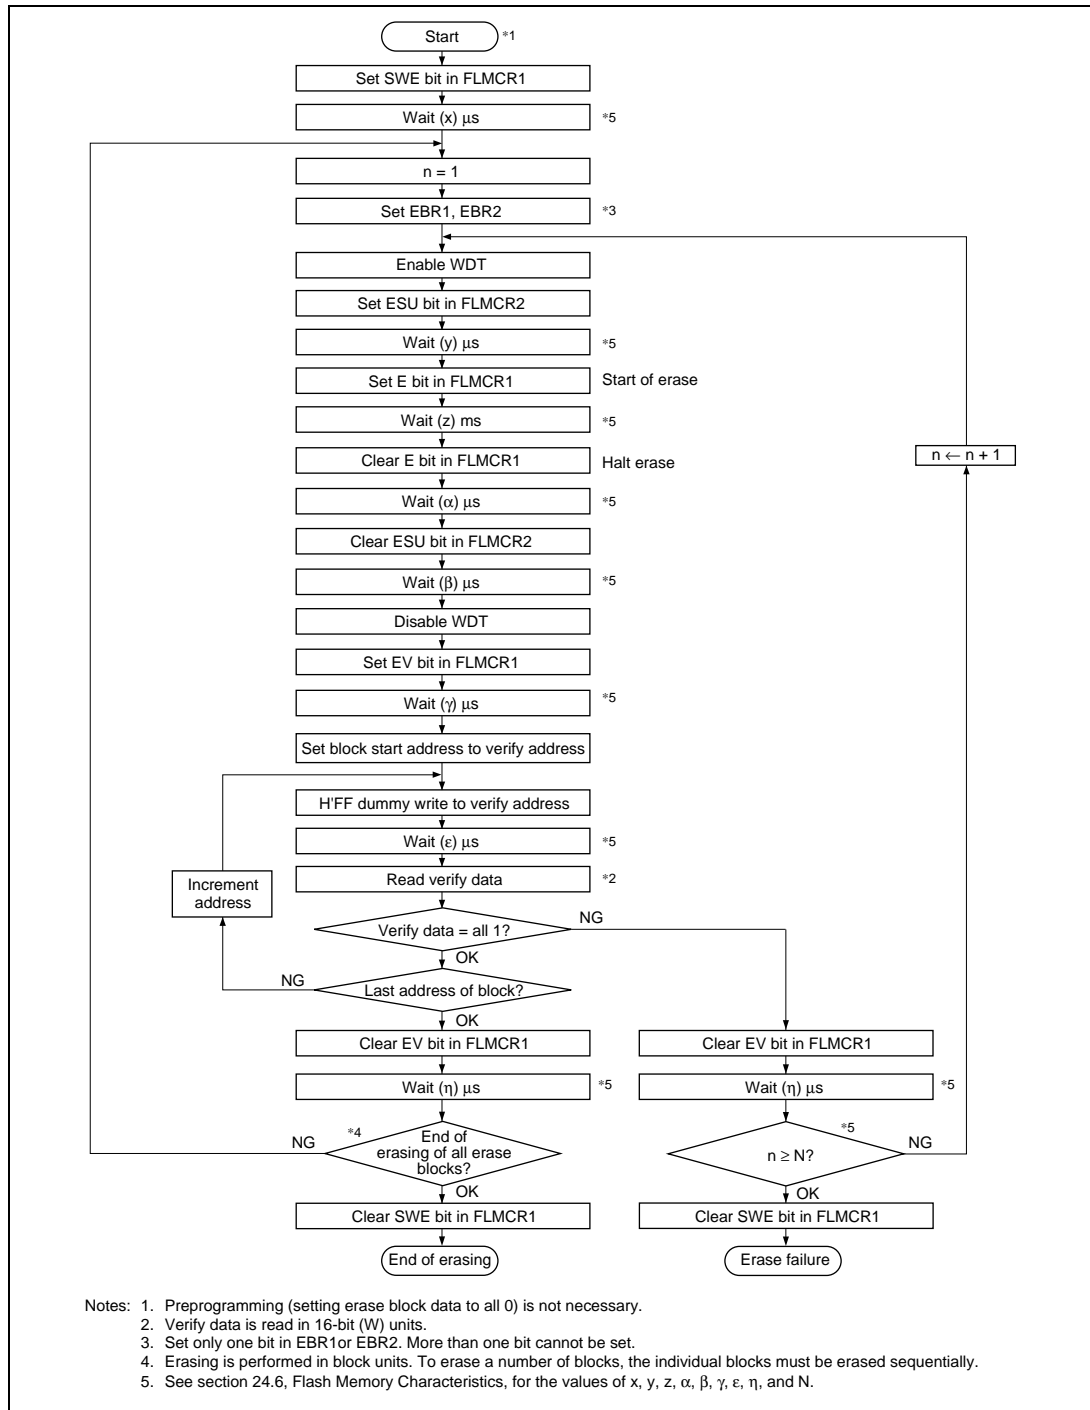 Start *1
Set SWE bit in FLMCR1
Wait (x) μs *5
n = 1
Set EBR1, EBR2 *3
Enable WDT
Set ESU bit in FLMCR2
Wait (y) μs *5
Set E bit in FLMCR1 Start of erase
Wait (z) ms *5
n ← n + 1
Clear E bit in FLMCR1 Halt erase
Wait (α) μs *5
Clear ESU bit in FLMCR2
Wait (β) μs *5
Disable WDT
Set EV bit in FLMCR1
Wait (γ) μs *5
Set block start address to verify address
H'FF dummy write to verify address
Wait (ε) μs *5
Read verify data *2
Increment
address
Verify data = all 1?
NG
OK
NG
Last address of block?
OK
Clear EV bit in FLMCR1
Clear EV bit in FLMCR1
Wait (η) μs *5
Wait (η) μs *5
NG
*4
End of
erasing of all erase
blocks?
*5
n ≥ N?
NG
OK
OK
Clear SWE bit in FLMCR1
Clear SWE bit in FLMCR1
End of erasing
Erase failure
Notes: 1. Preprogramming (setting erase block data to all 0) is not necessary.
2. Verify data is read in 16-bit (W) units.
3. Set only one bit in EBR1or EBR2. More than one bit cannot be set.
4. Erasing is performed in block units. To erase a number of blocks, the individual blocks must be erased sequentially.
5. See section 24.6, Flash Memory Characteristics, for the values of x, y, z, α, β, γ, ε, η, and N.